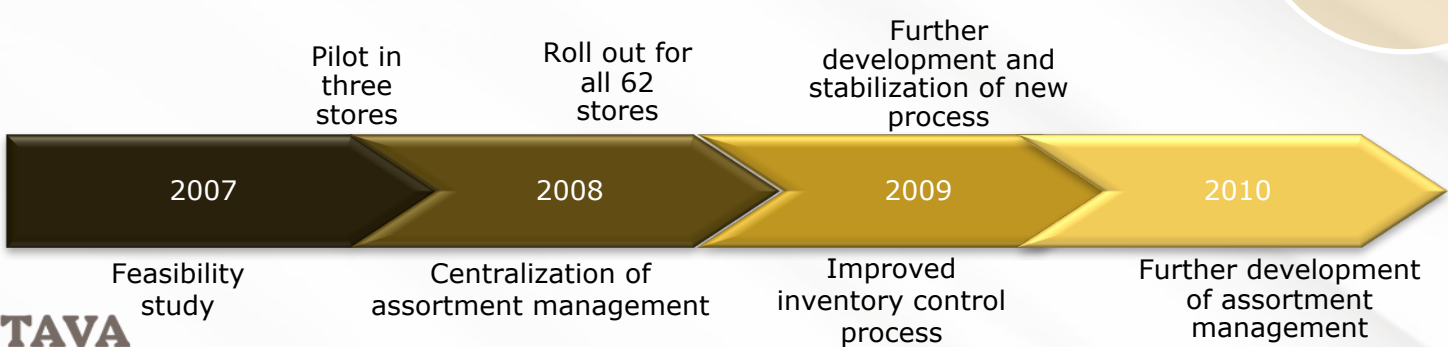 Pilot in
three
stores
Roll out for
all 62
stores
Further
development and
stabilization of new
process
2007
2008
2009
2010
Feasibility
study
Centralization of
assortment management
Improved
inventory control
process
Further development
of assortment
management
TAVA